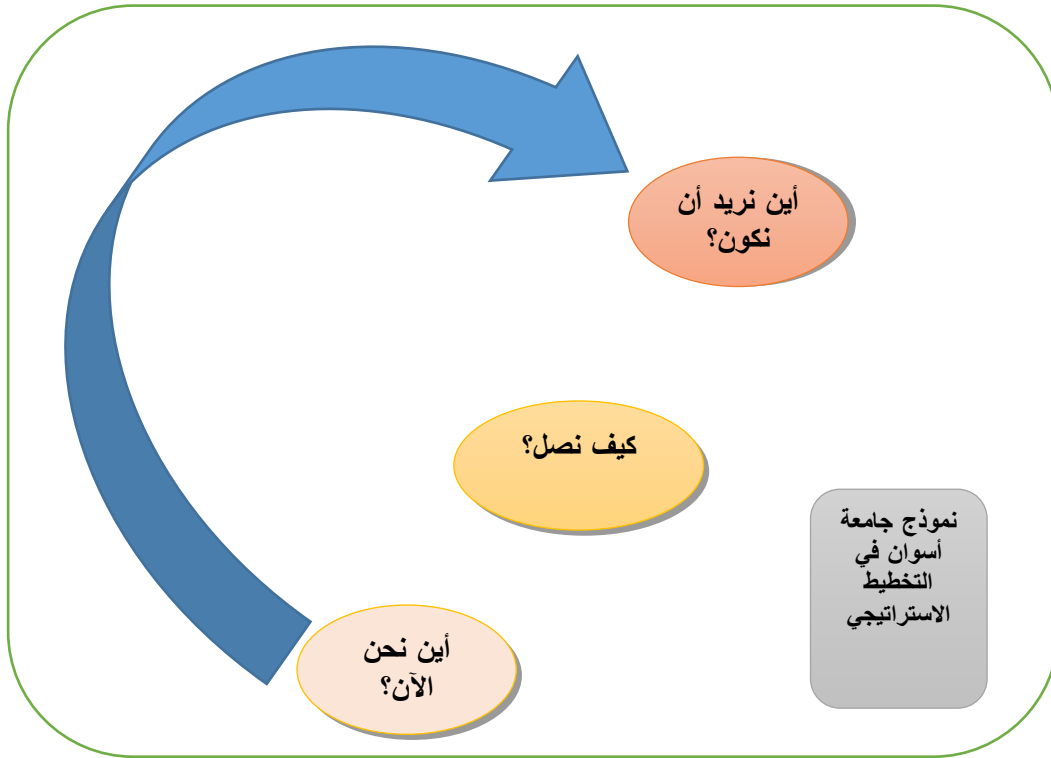 أين نريد أن
نكون؟
كيف نصل؟
نموذج جامعة
أسوان في
التخطيط
الاستراتيجي
أين نحن
الآن؟